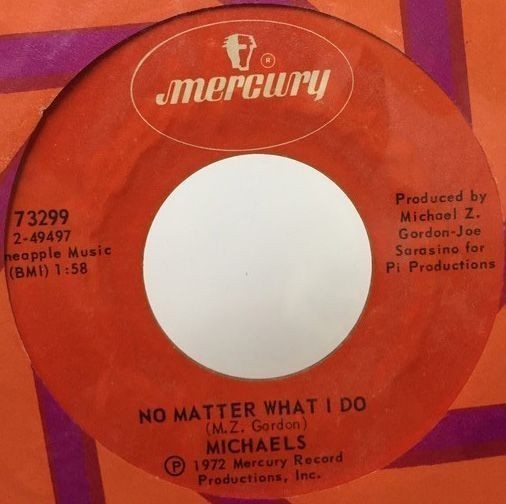 mercury
®
73299
2-49497
neapple Music
(BMI) 1:58
Produced by
Michael Z.
Gordon-Joe
Sarasino for
Pi Productions
NO MATTER WHAT I DO
(M.Z. Gordon)
MICHAELS
Ⓟ 1972 Mercury Record
Productions, Inc.